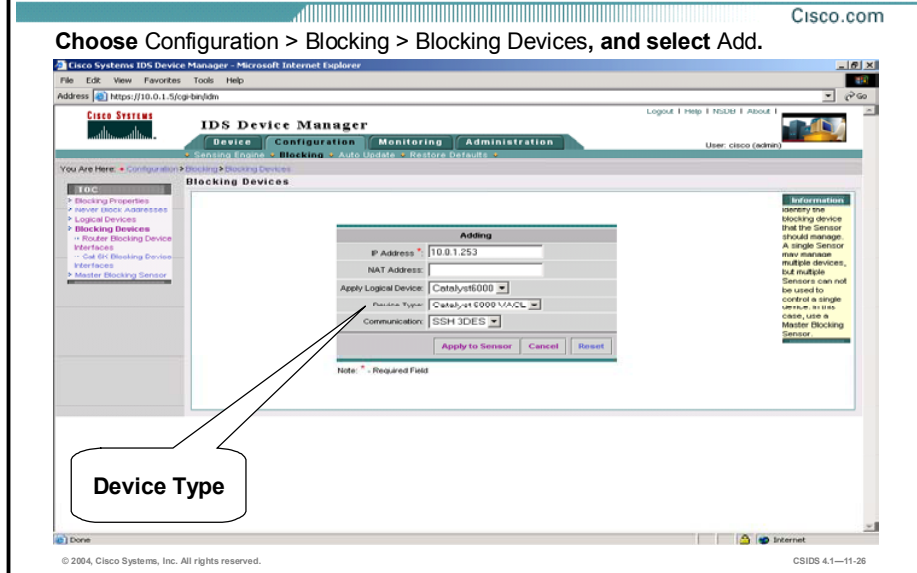 Cisco.com
Choose Configuration > Blocking > Blocking Devices, and select Add.
Cisco Systems IDS Device Manager - Microsoft Internet Explorer
File Edit View Favorites Tools Help
Address https://10.0.1.5/cgi-bin/idm
Go
CISCO SYSTEMS
IDS Device Manager
Logout | Help | NSDB | About |
Device Configuration Monitoring Administration
User: cisco (admin)
Sensing Engine Blocking Auto Update Restore Defaults
You Are Here: Configuration > Blocking > Blocking Devices
Blocking Devices
TOC
Blocking Properties
Never Block Addresses
Logical Devices
Blocking Devices
Router Blocking Device Interfaces
Cat 6K Blocking Device Interfaces
Master Blocking Sensor
Adding
IP Address *: 10.0.1.253
NAT Address:
Apply Logical Device: Catalyst6000
Device Type: Catalyst 6000 VACL
Communication: SSH 3DES
Apply to Sensor Cancel Reset
Note: * - Required Field
Information
Identify the
blocking device
that the Sensor
should manage.
A single Sensor
may manage
multiple devices,
but multiple
Sensors can not
be used to
control a single
device. In this
case, use a
Master Blocking
Sensor.
Device Type
Done
Internet
© 2004, Cisco Systems, Inc. All rights reserved.
CSIDS 4.1—11-26